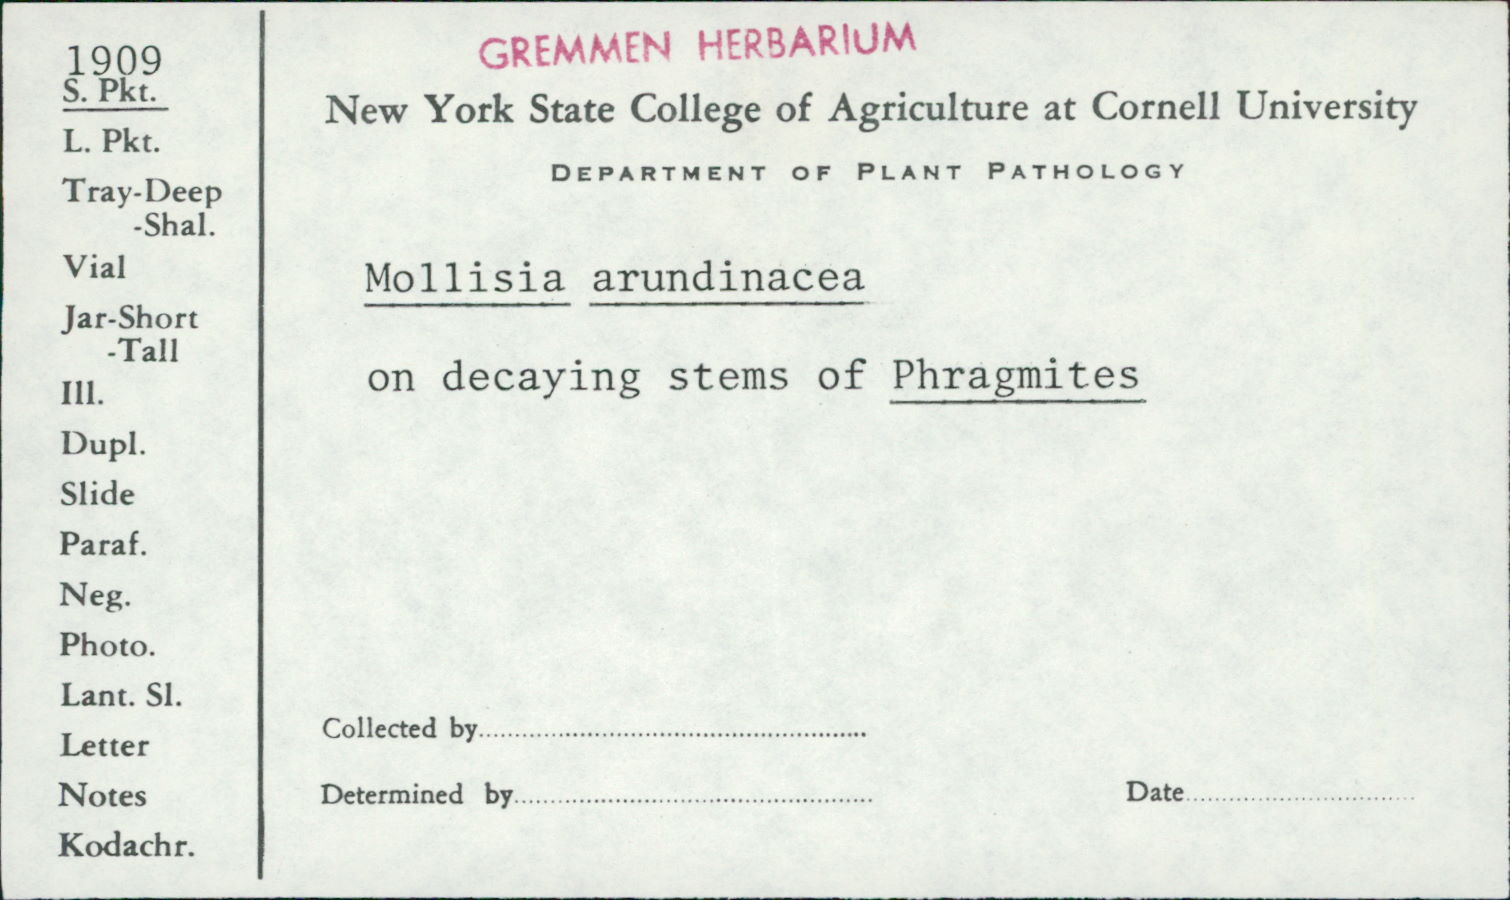 1909
S. Pkt.
L. Pkt.
Tray-Deep
-Shal.
Vial
Jar-Short
-Tall
Ill.
Dupl.
Slide
Paraf.
Neg.
Photo.
Lant. Sl.
Letter
Notes
Kodachr.
GREMMEN HERBARIUM
New York State College of Agriculture at Cornell University
DEPARTMENT OF PLANT PATHOLOGY
Mollisia arundinacea
on decaying stems of Phragmites
Collected by
Determined by
Date